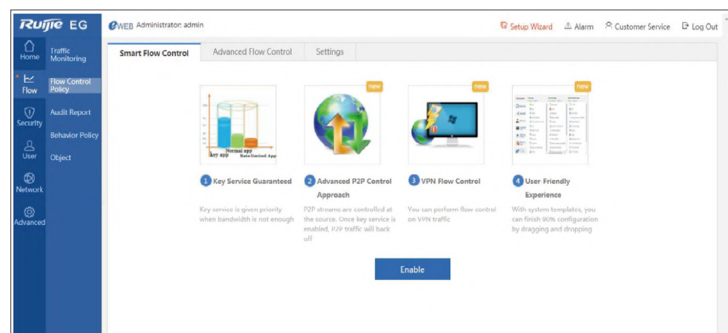 Ruijie EG
eWEB Administrator: admin
Setup Wizard
Alarm
Customer Service
Log Out
Home
Flow
Security
User
Network
Advanced
Traffic
Monitoring
Flow Control
Policy
Audit Report
Behavior Policy
Object
Smart Flow Control
Advanced Flow Control
Settings
Key app
Normal app
Restricted App
1 Key Service Guaranteed
Key service is given priority
when bandwidth is not enough
new
2 Advanced P2P Control
Approach
P2P streams are controlled at
the source. Once key service is
enabled, P2P traffic will back
off
new
3 VPN Flow Control
You can perform flow control
on VPN traffic
new
4 User Friendly
Experience
With system templates, you
can finish 90% configuration
by dragging and dropping
Enable